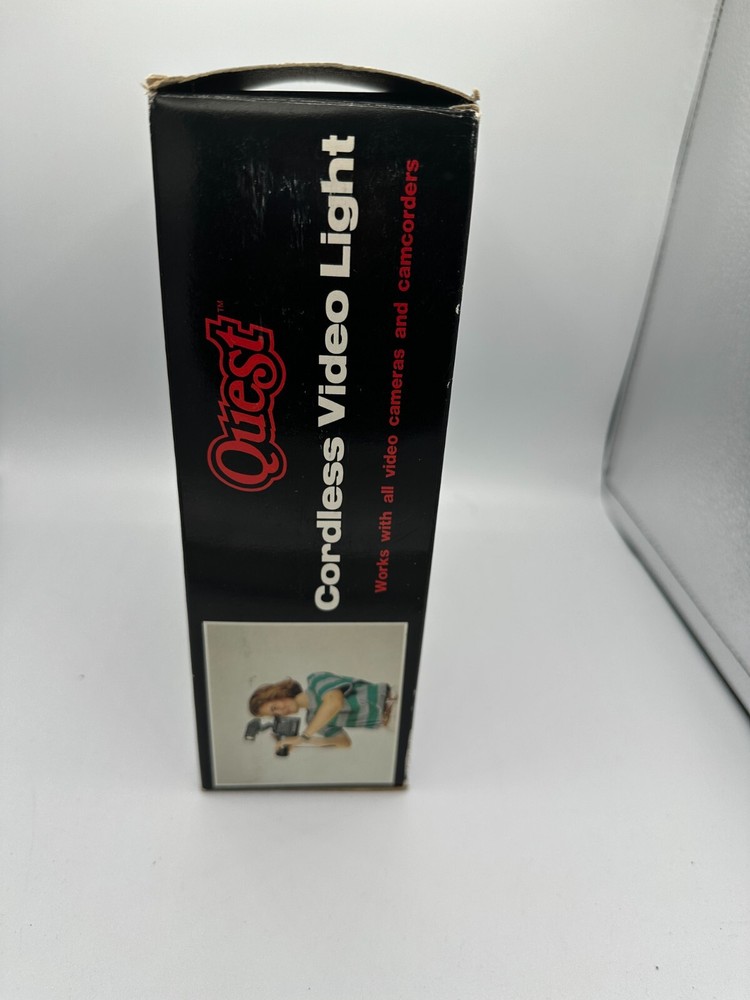 Quest™
Cordless Video Light
Works with all video cameras and camcorders